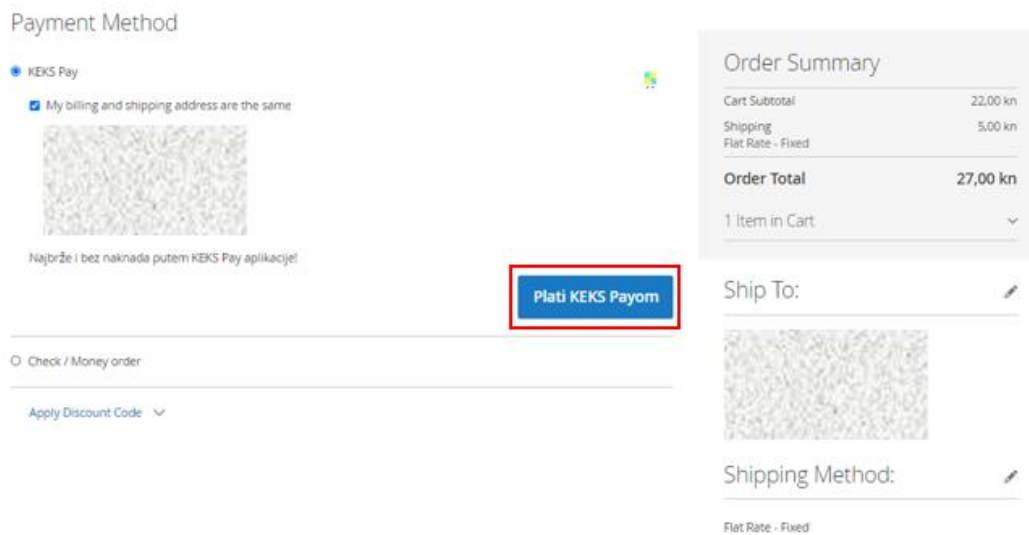 Payment Method
KEKS Pay
My billing and shipping address are the same
Najbrže i bez naknada putem KEKS Pay aplikacije!
Plati KEKS Payom
Check / Money order
Apply Discount Code
Order Summary
Cart Subtotal 22,00 kn
Shipping 5,00 kn
Flat Rate - Fixed
Order Total 27,00 kn
1 Item in Cart
Ship To:
Shipping Method:
Flat Rate - Fixed